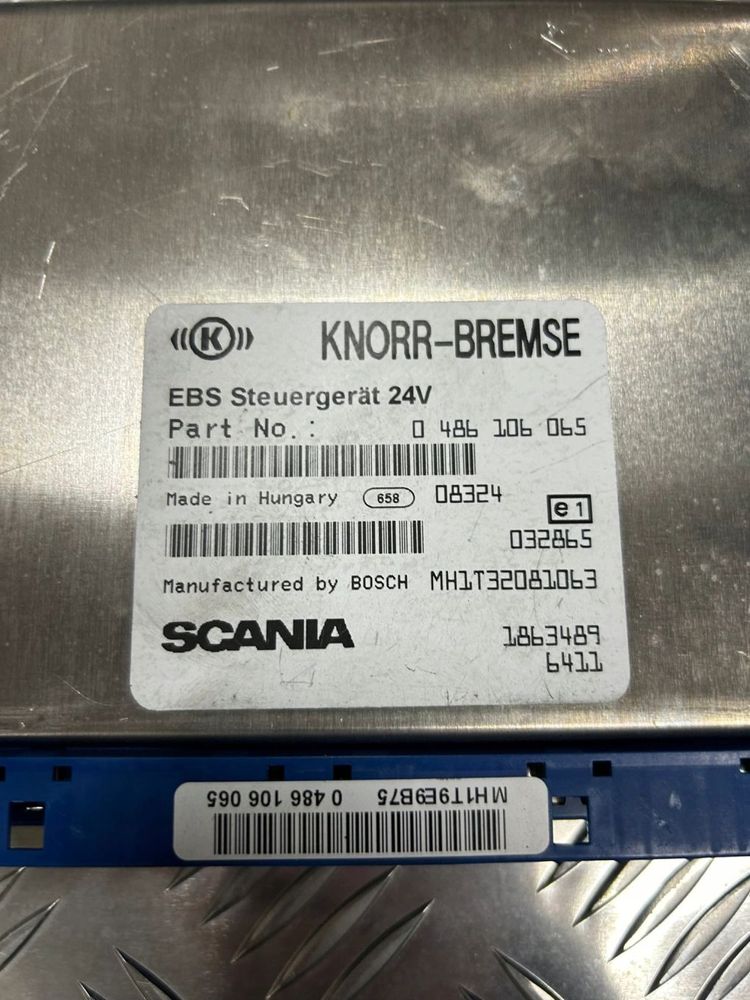 K KNORR-BREMSE
EBS Steuergerät 24V
Part No.: 0 486 106 065
Made in Hungary 658 08324 e1
032865
Manufactured by BOSCH MH1T32081063
SCANIA 1863489
6411
MH1T9E9B75 0 486 106 065